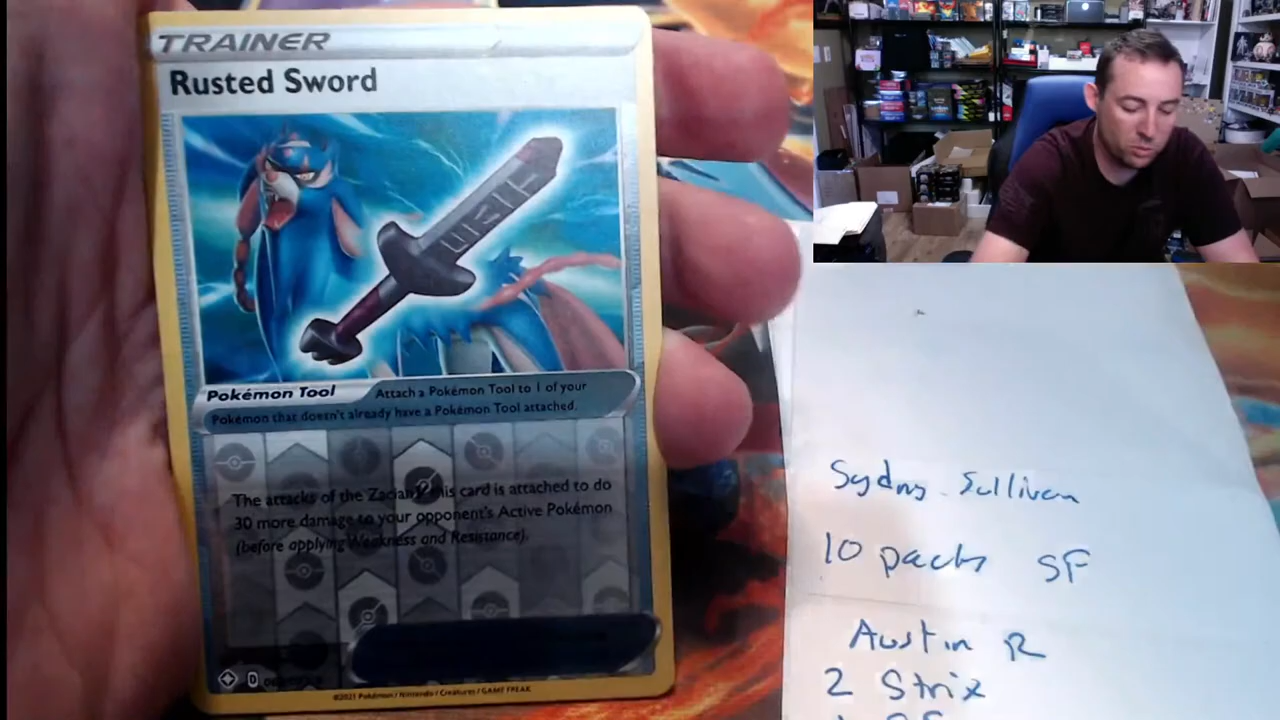 TRAINER
Rusted Sword
Pokémon Tool
Attach a Pokémon Tool to 1 of your
Pokémon that doesn't already have a Pokémon Tool attached.
The attacks of the Zacian V this card is attached to do
30 more damage to your opponent's Active Pokémon
(before applying Weakness and Resistance).
D
©2021 Pokémon / Nintendo / Creatures / GAME FREAK
Sydny Sullivan
10 packs SF
Austin R
2 Strix